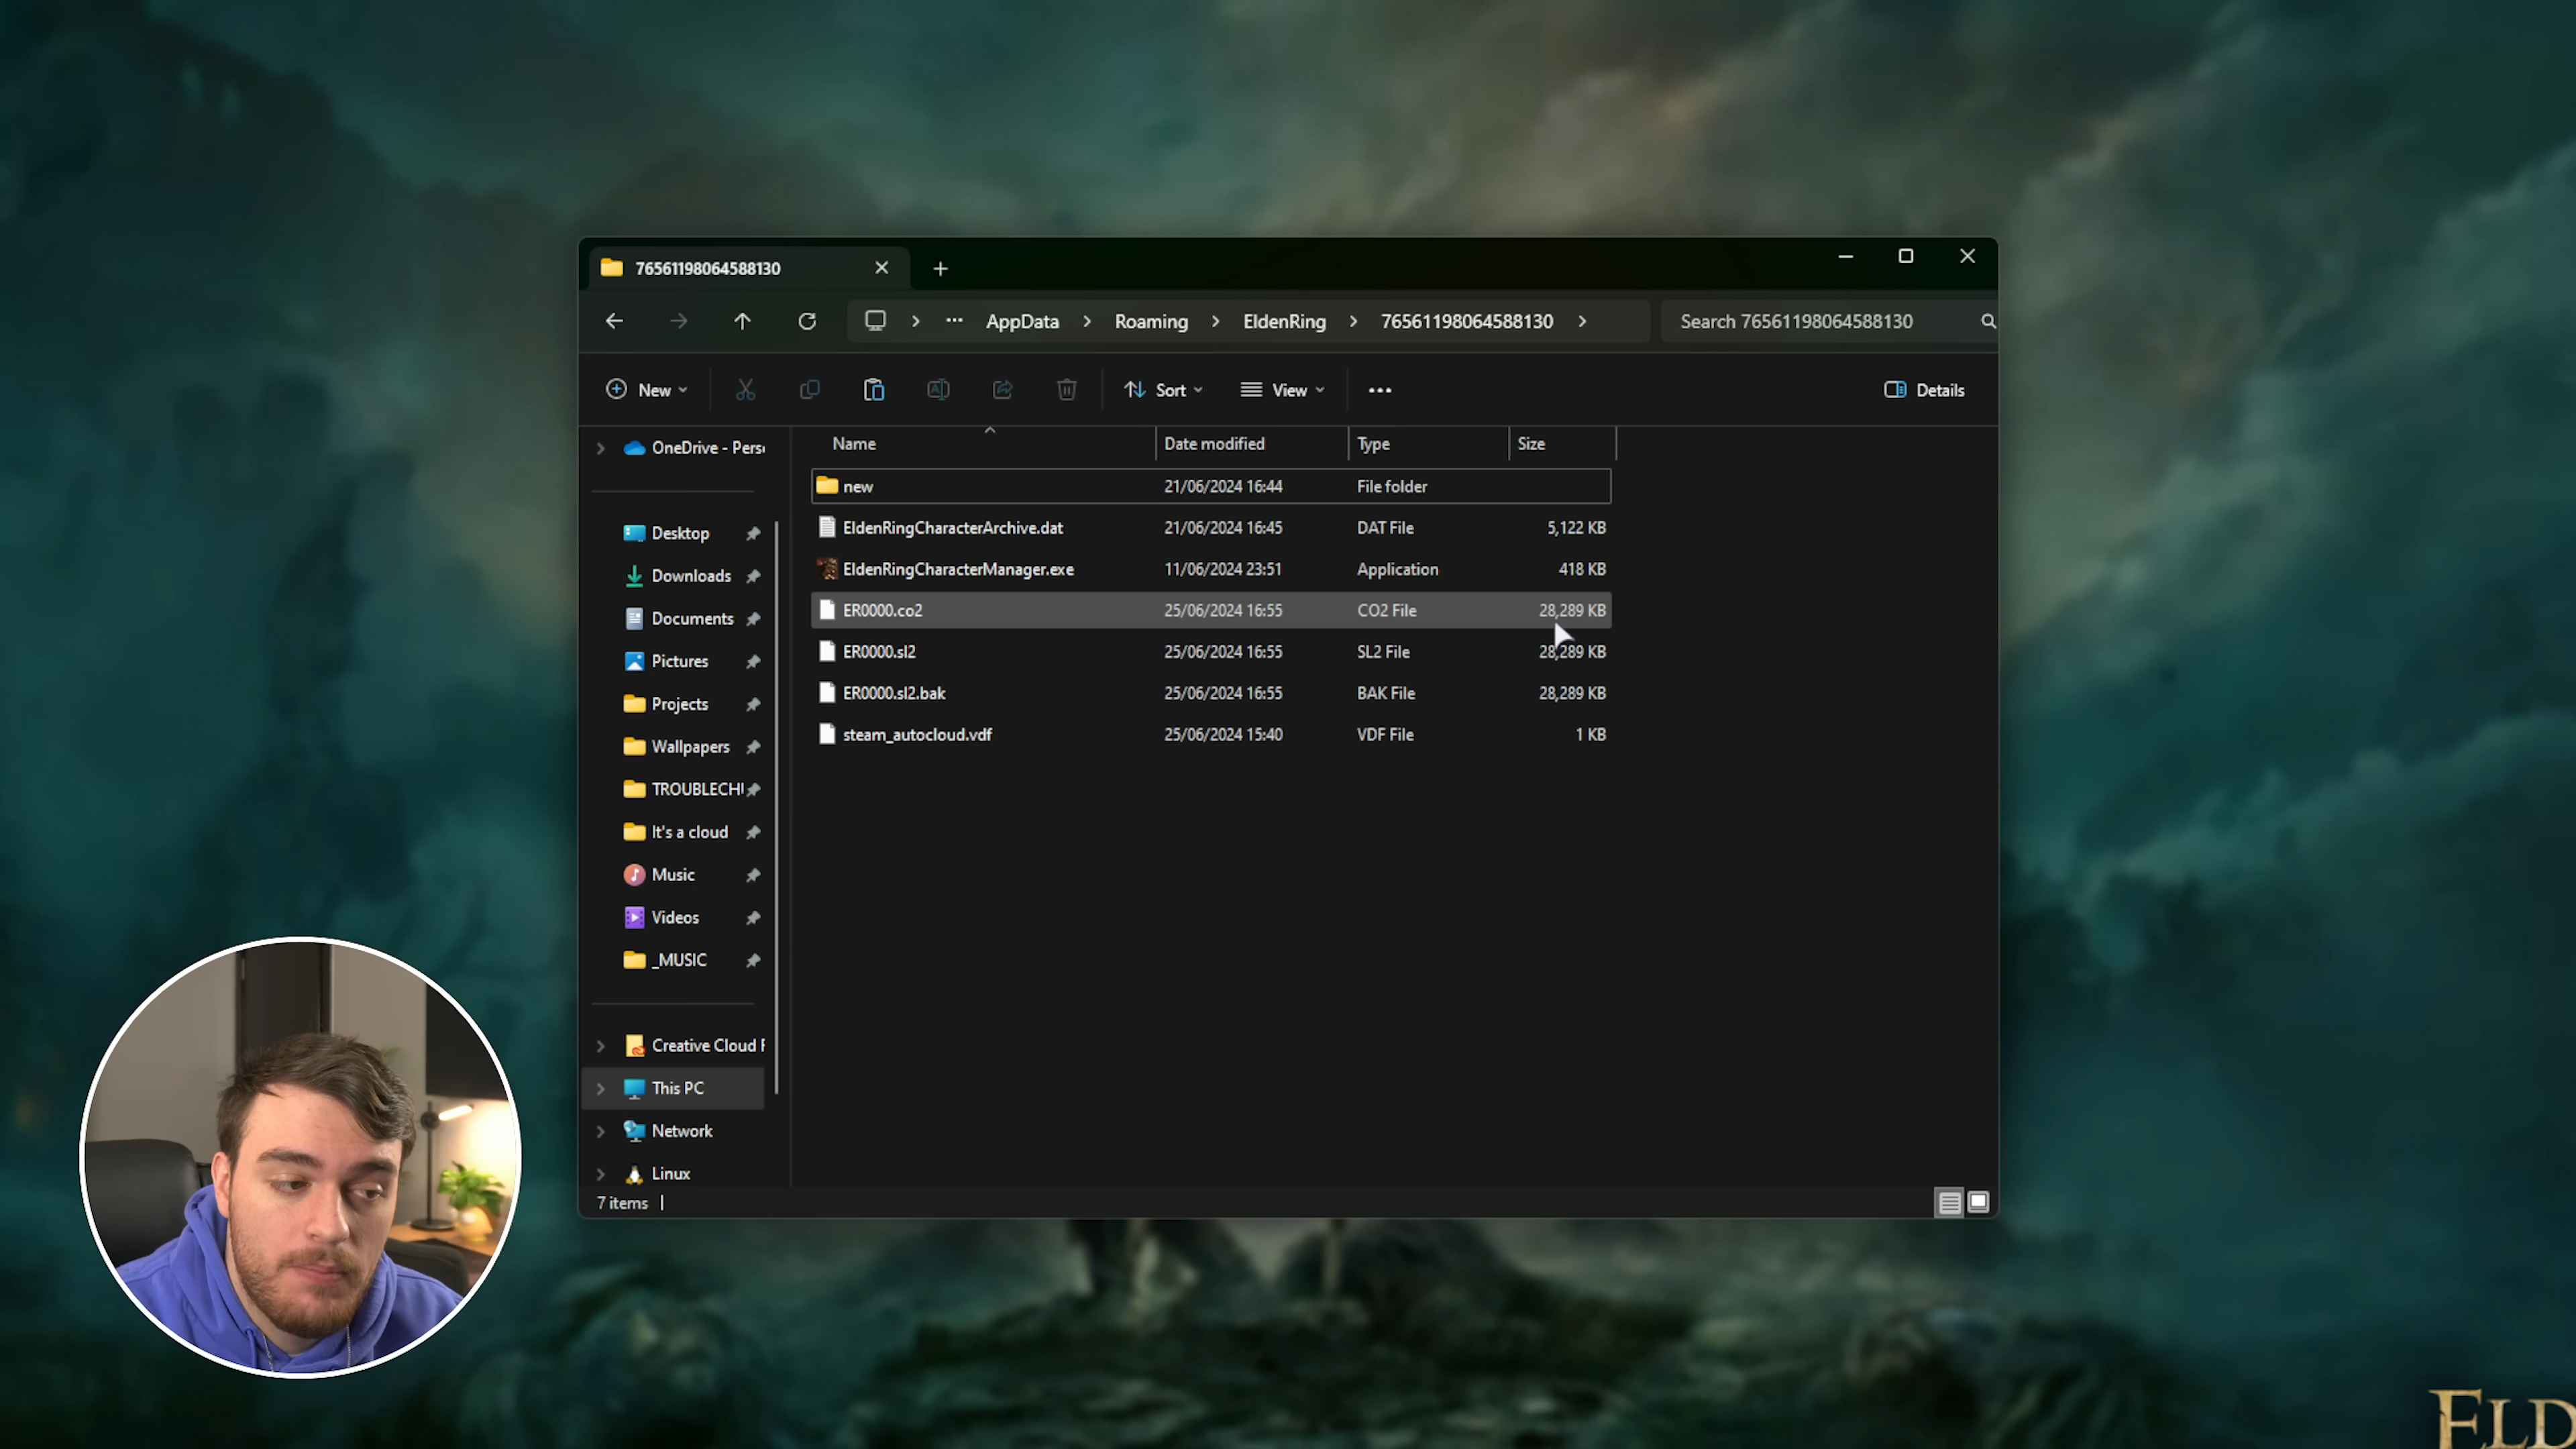 76561198064588130
AppData
Roaming
EldenRing
76561198064588130
Search 76561198064588130
New
Sort
View
Details
Name
Date modified
Type
Size
new 21/06/2024 16:44 File folder
EldenRingCharacterArchive.dat 21/06/2024 16:45 DAT File 5,122 KB
EldenRingCharacterManager.exe 11/06/2024 23:51 Application 418 KB
ER0000.co2 25/06/2024 16:55 CO2 File 28,289 KB
ER0000.sl2 25/06/2024 16:55 SL2 File 28,289 KB
ER0000.sl2.bak 25/06/2024 16:55 BAK File 28,289 KB
steam_autocloud.vdf 25/06/2024 15:40 VDF File 1 KB
OneDrive - Pers
Desktop
Downloads
Documents
Pictures
Projects
Wallpapers
TROUBLECH
It's a cloud
Music
Videos
_MUSIC
Creative Cloud F
This PC
Network
Linux
7 items
ELD